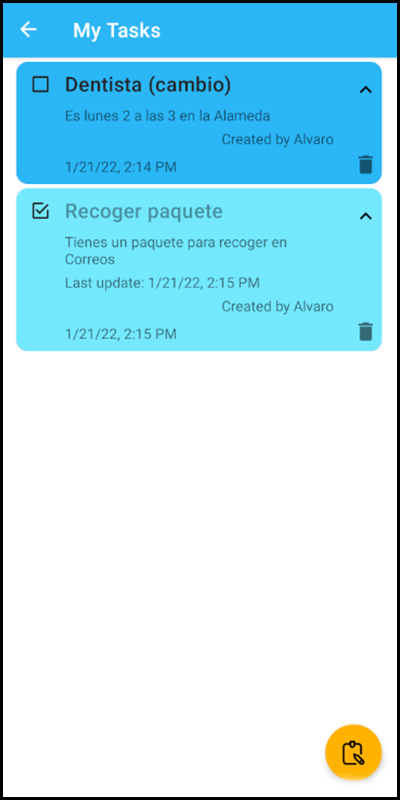 My Tasks
Dentista (cambio)
Es lunes 2 a las 3 en la Alameda
Created by Alvaro
1/21/22, 2:14 PM
Recoger paquete
Tienes un paquete para recoger en
Correos
Last update: 1/21/22, 2:15 PM
Created by Alvaro
1/21/22, 2:15 PM